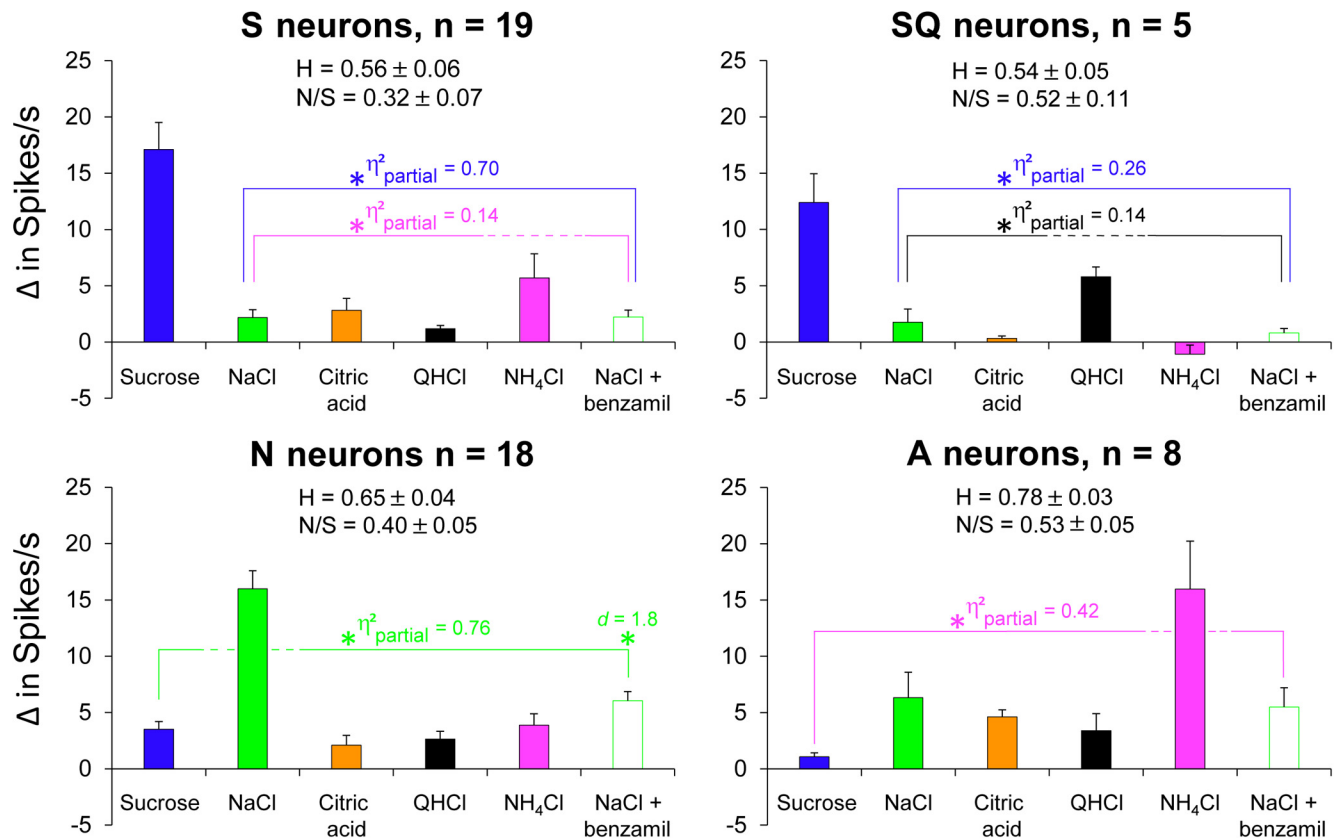 S neurons, n = 19
H = 0.56 ± 0.06
N/S = 0.32 ± 0.07
Δ in Spikes/s
25
20
15
10
5
0
-5
* η²partial = 0.70
* η²partial = 0.14
Sucrose NaCl Citric acid QHCl NH₄Cl NaCl + benzamil
SQ neurons, n = 5
H = 0.54 ± 0.05
N/S = 0.52 ± 0.11
25
20
15
10
5
0
-5
* η²partial = 0.26
* η²partial = 0.14
Sucrose NaCl Citric acid QHCl NH₄Cl NaCl + benzamil
N neurons n = 18
H = 0.65 ± 0.04
N/S = 0.40 ± 0.05
Δ in Spikes/s
25
20
15
10
5
0
-5
* η²partial = 0.76
d = 1.8
*
Sucrose NaCl Citric acid QHCl NH₄Cl NaCl + benzamil
A neurons, n = 8
H = 0.78 ± 0.03
N/S = 0.53 ± 0.05
25
20
15
10
5
0
-5
* η²partial = 0.42
Sucrose NaCl Citric acid QHCl NH₄Cl NaCl + benzamil